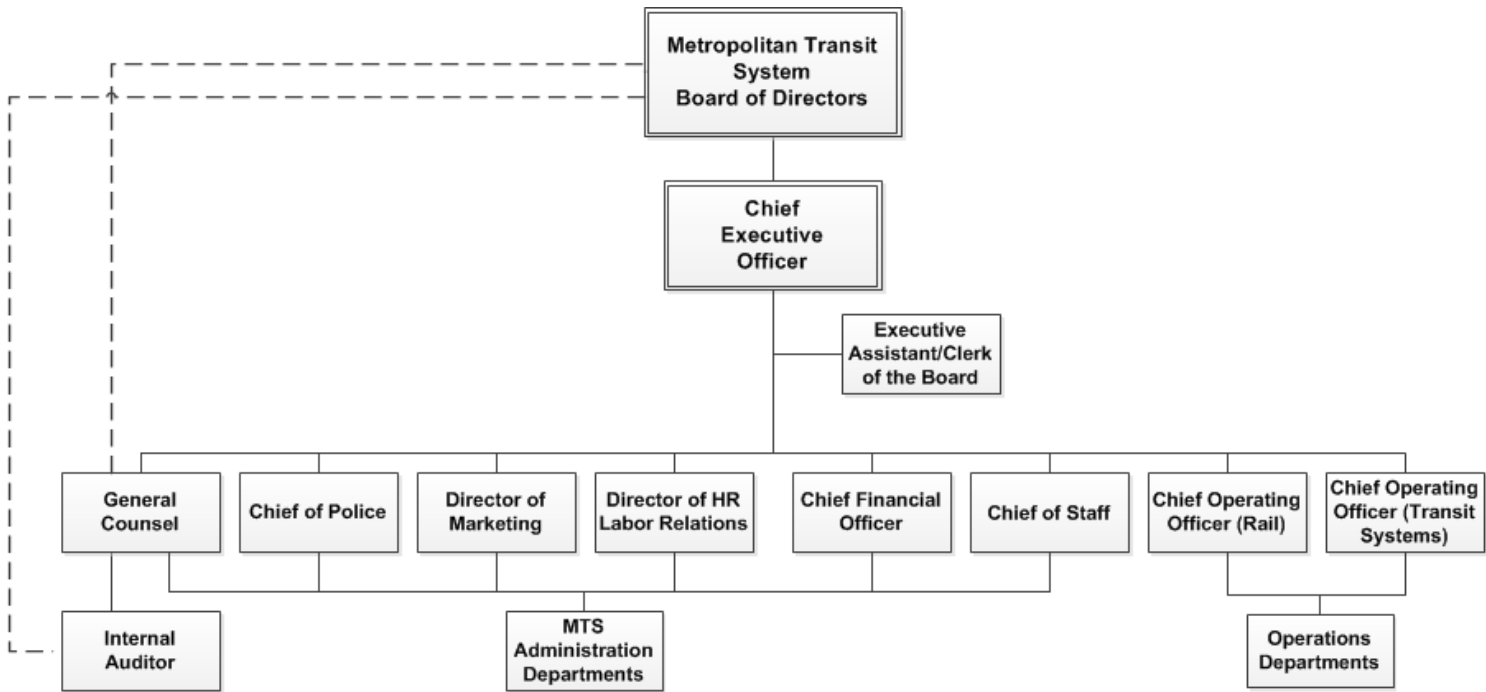 Metropolitan Transit
System
Board of Directors
Chief
Executive
Officer
Executive
Assistant/Clerk
of the Board
General
Counsel
Chief of Police
Director of
Marketing
Director of HR
Labor Relations
Chief Financial
Officer
Chief of Staff
Chief Operating
Officer (Rail)
Chief Operating
Officer (Transit
Systems)
Internal
Auditor
MTS
Administration
Departments
Operations
Departments